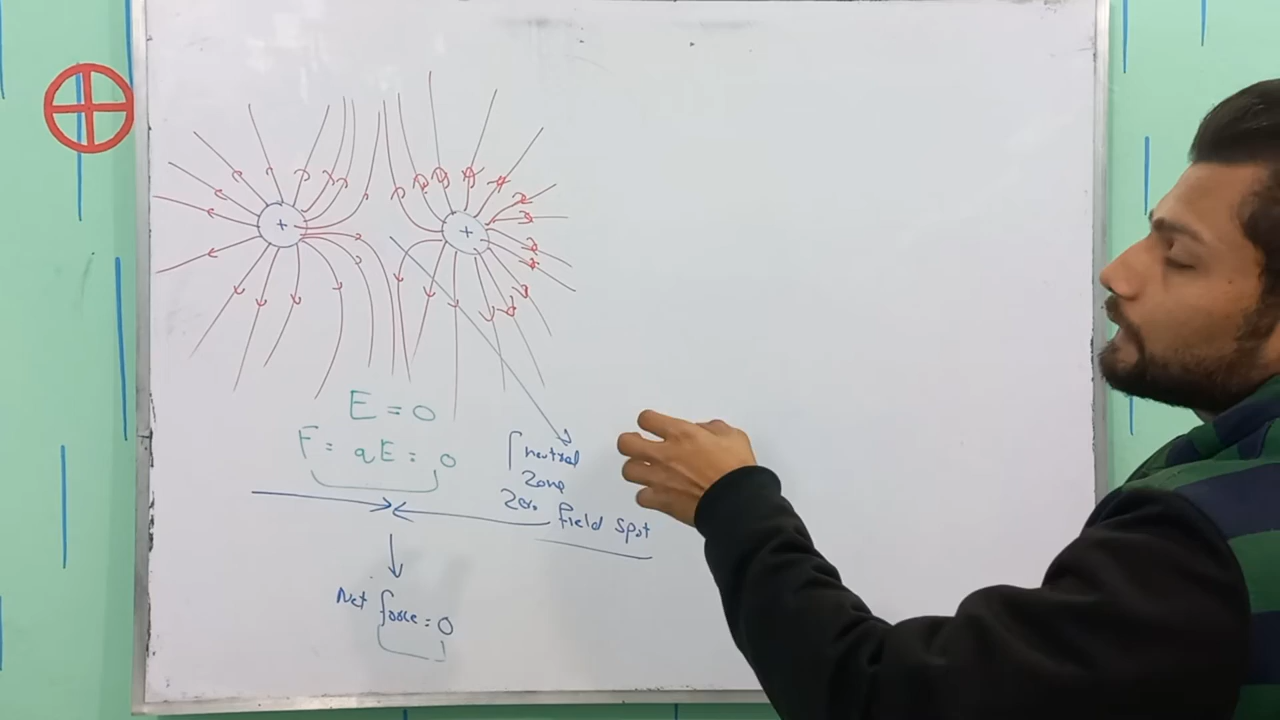 + +
E = 0
F = qE = 0
neutral
Zone
Zero field spot
Net force = 0